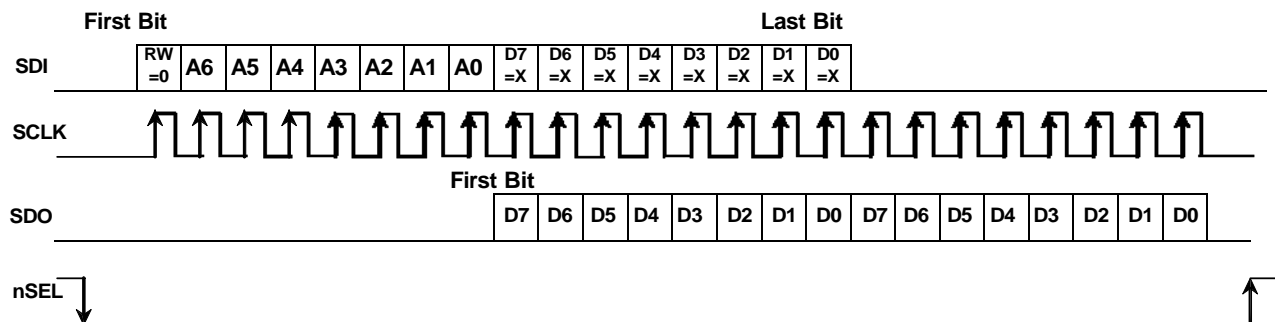 First Bit Last Bit
SDI RW =0 A6 A5 A4 A3 A2 A1 A0 D7 =X D6 =X D5 =X D4 =X D3 =X D2 =X D1 =X D0 =X
SCLK
First Bit
SDO D7 D6 D5 D4 D3 D2 D1 D0 D7 D6 D5 D4 D3 D2 D1 D0
nSEL